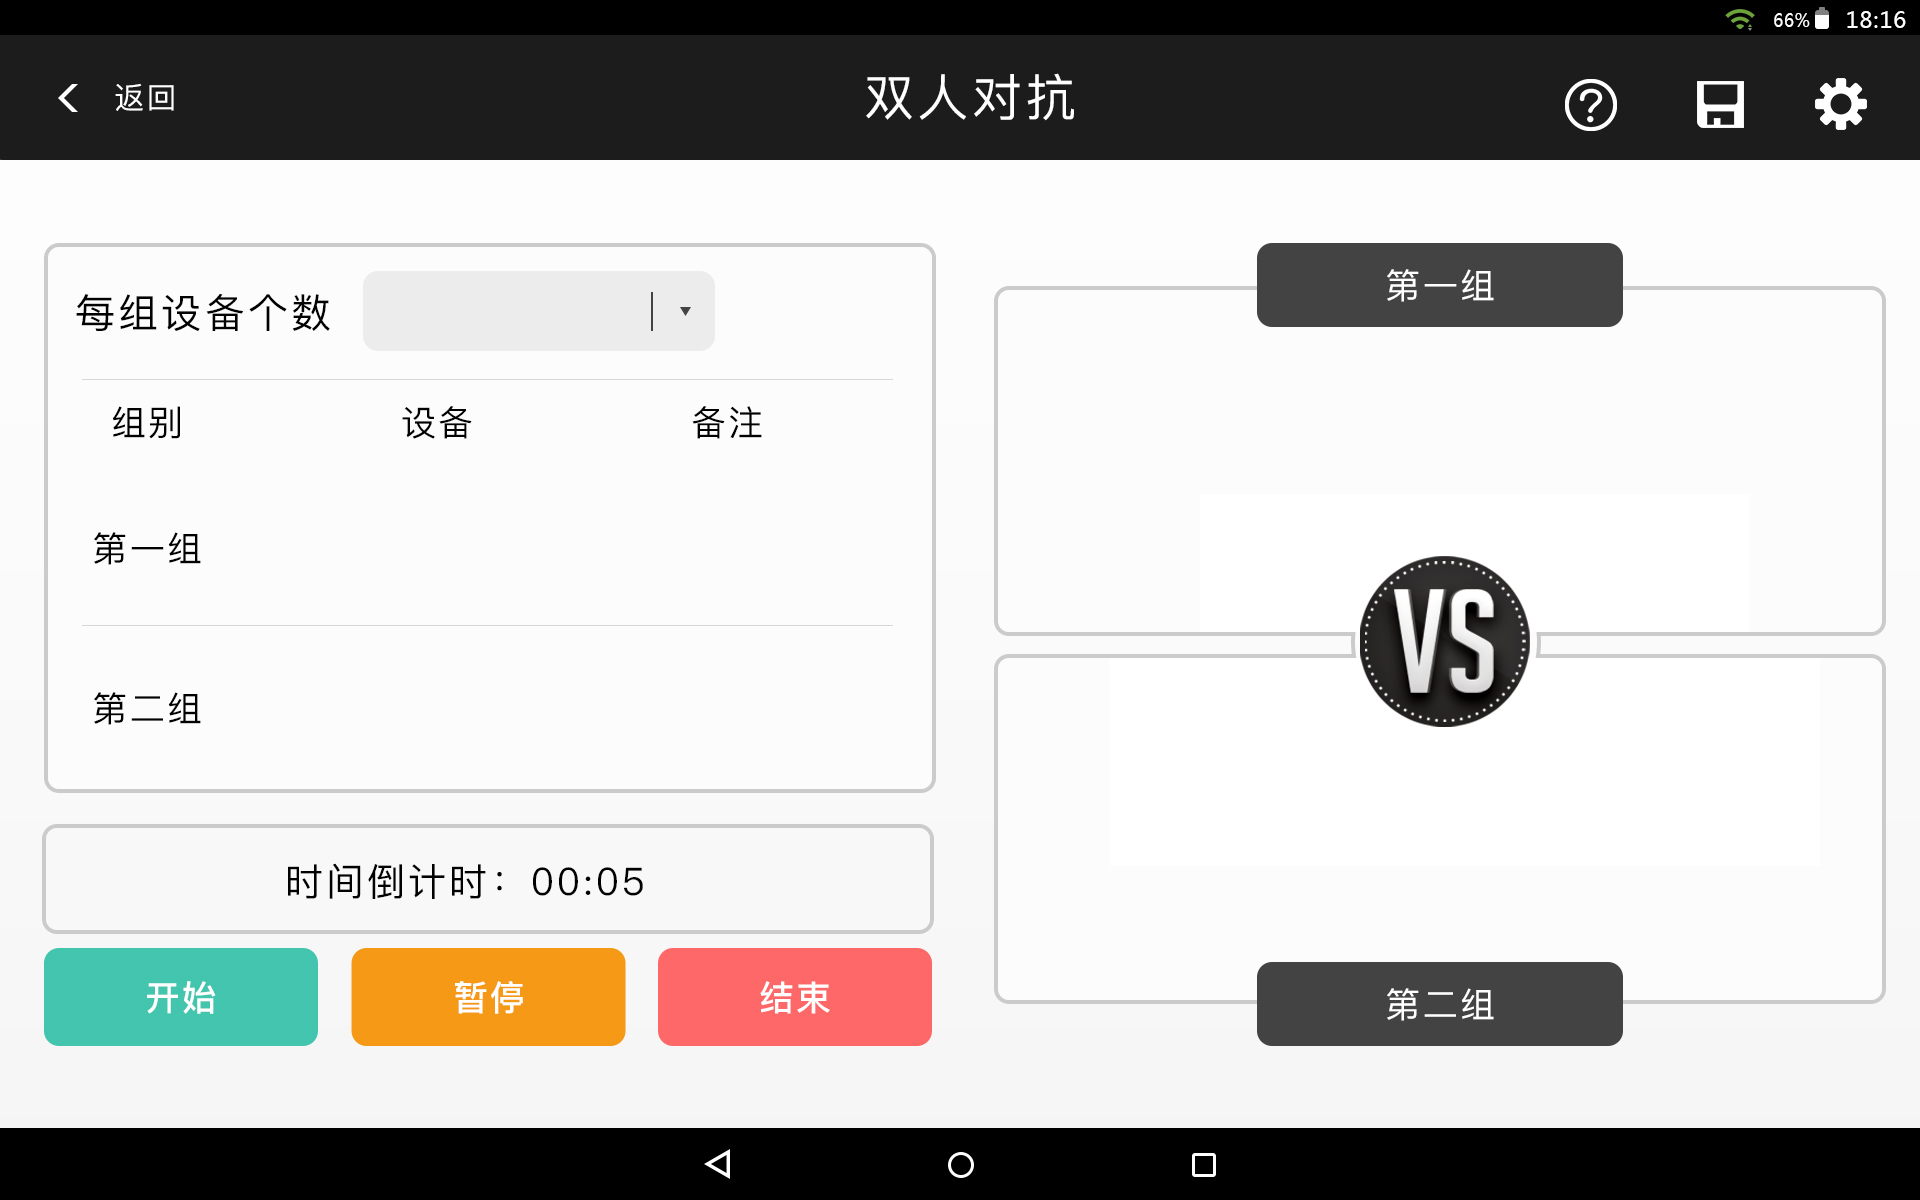 66% 18:16
返回
双人对抗
每组设备个数
组别 设备 备注
第一组
第二组
时间倒计时：00:05
开始 暂停 结束
第一组
VS
第二组